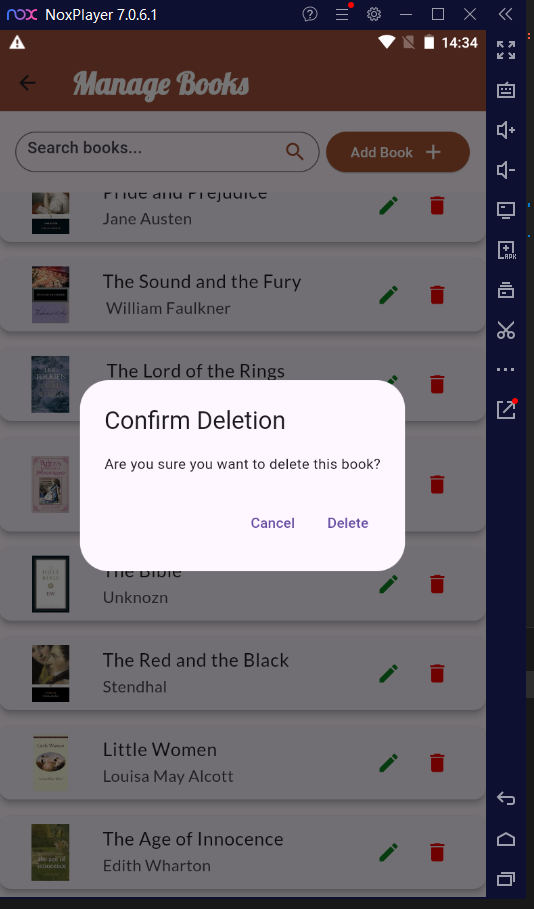 nox NoxPlayer 7.0.6.1
14:34
Manage Books
Search books...
Add Book +
Pride and Prejudice
Jane Austen
The Sound and the Fury
William Faulkner
The Lord of the Rings
Confirm Deletion
Are you sure you want to delete this book?
Cancel Delete
The Bible
Unknozn
The Red and the Black
Stendhal
Little Women
Louisa May Alcott
The Age of Innocence
Edith Wharton
APK